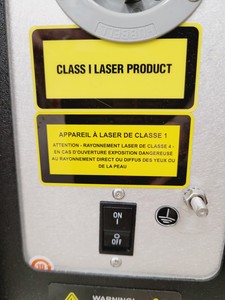 CLASS I LASER PRODUCT
APPAREIL À LASER DE CLASSE 1
ATTENTION - RAYONNEMENT LASER DE CLASSE 4 -
EN CAS D'OUVERTURE EXPOSITION DANGEREUSE
AU RAYONNEMENT DIRECT OU DIFFUS DES YEUX OU
DE LA PEAU
ON
I
OFF
WARNING!